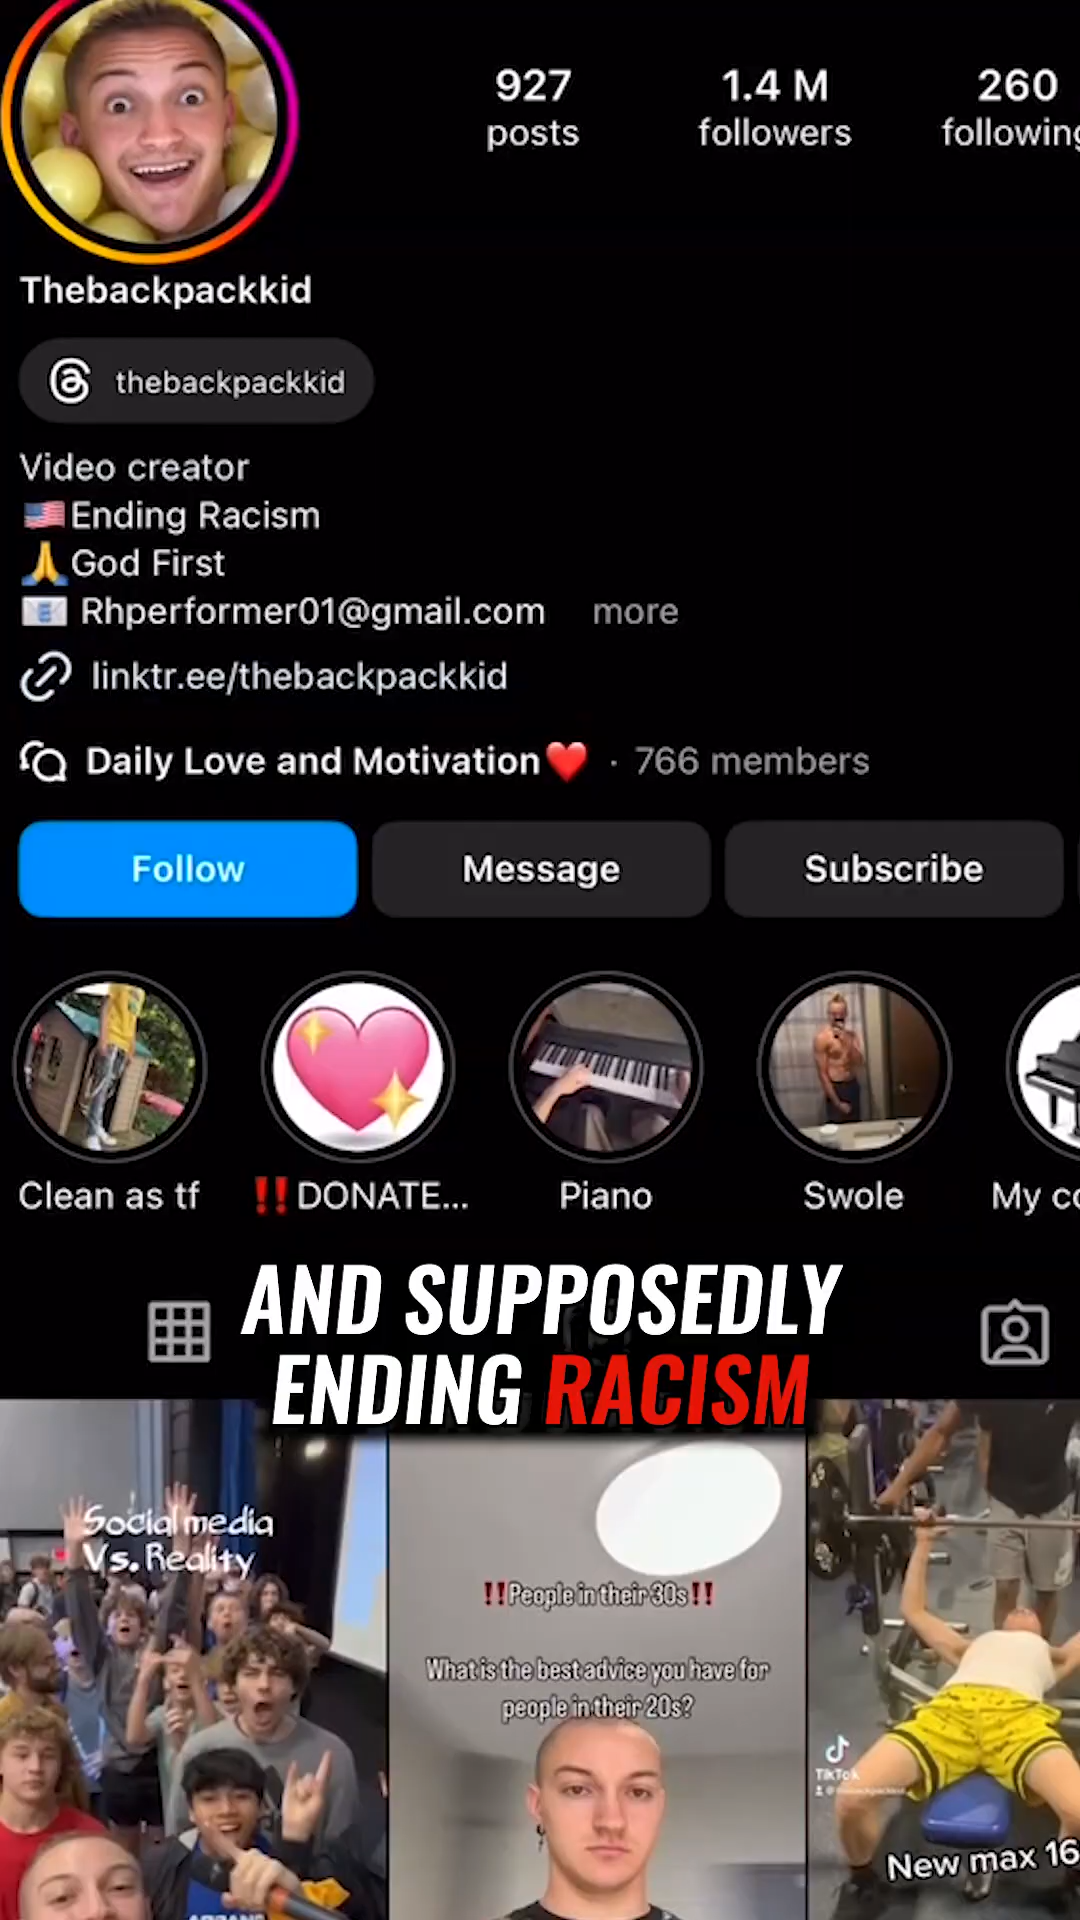 927
posts
1.4 M
followers
260
following
Thebackpackkid
thebackpackkid
Video creator
🇺🇸Ending Racism
🙏God First
📧 Rhperformer01@gmail.com more
linktr.ee/thebackpackkid
Daily Love and Motivation❤️ · 766 members
Follow
Message
Subscribe
Clean as tf
‼️DONATE...
Piano
Swole
My co
AND SUPPOSEDLY
ENDING RACISM
Social media
Vs. Reality
‼️People in their 30s‼️
What is the best advice you have for
people in their 20s?
TikTok
New max 16